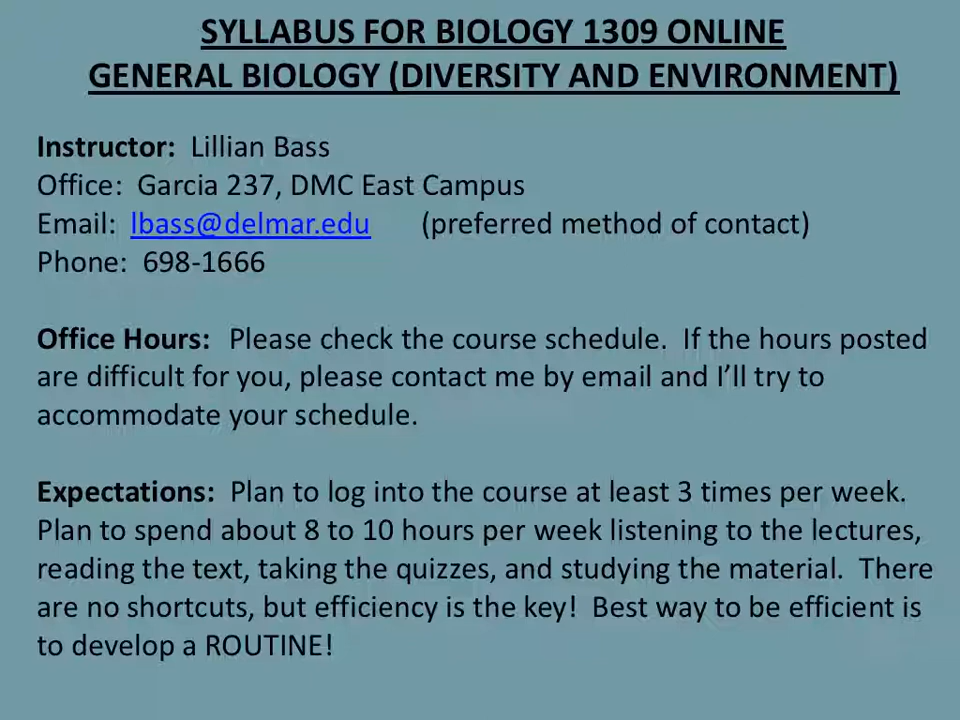 SYLLABUS FOR BIOLOGY 1309 ONLINE
GENERAL BIOLOGY (DIVERSITY AND ENVIRONMENT)
Instructor: Lillian Bass
Office: Garcia 237, DMC East Campus
Email: lbass@delmar.edu (preferred method of contact)
Phone: 698-1666
Office Hours: Please check the course schedule. If the hours posted
are difficult for you, please contact me by email and I’ll try to
accommodate your schedule.
Expectations: Plan to log into the course at least 3 times per week.
Plan to spend about 8 to 10 hours per week listening to the lectures,
reading the text, taking the quizzes, and studying the material. There
are no shortcuts, but efficiency is the key! Best way to be efficient is
to develop a ROUTINE!